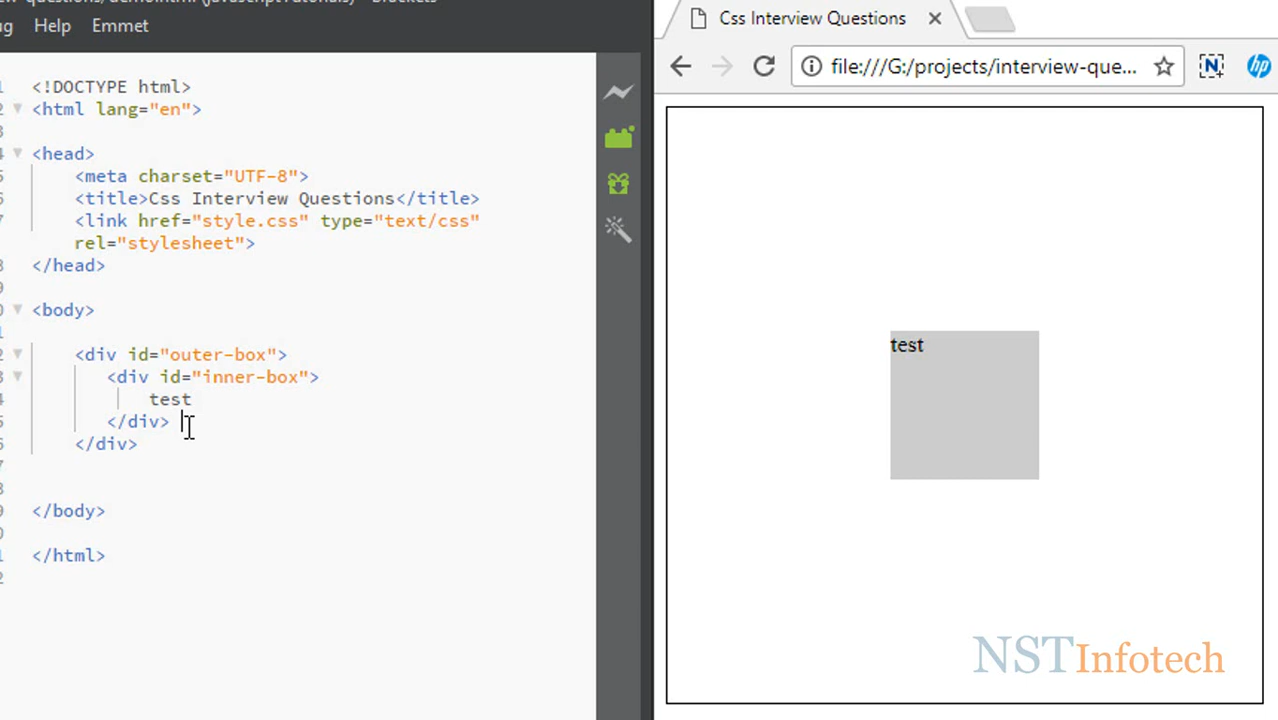 Help Emmet
<!DOCTYPE html>
<html lang="en">
<head>
<meta charset="UTF-8">
<title>Css Interview Questions</title>
<link href="style.css" type="text/css"
rel="stylesheet">
</head>
<body>
<div id="outer-box">
<div id="inner-box">
test
</div>
</div>
</body>
</html>
Css Interview Questions
file:///G:/projects/interview-que...
N
hp
test
NSTInfotech